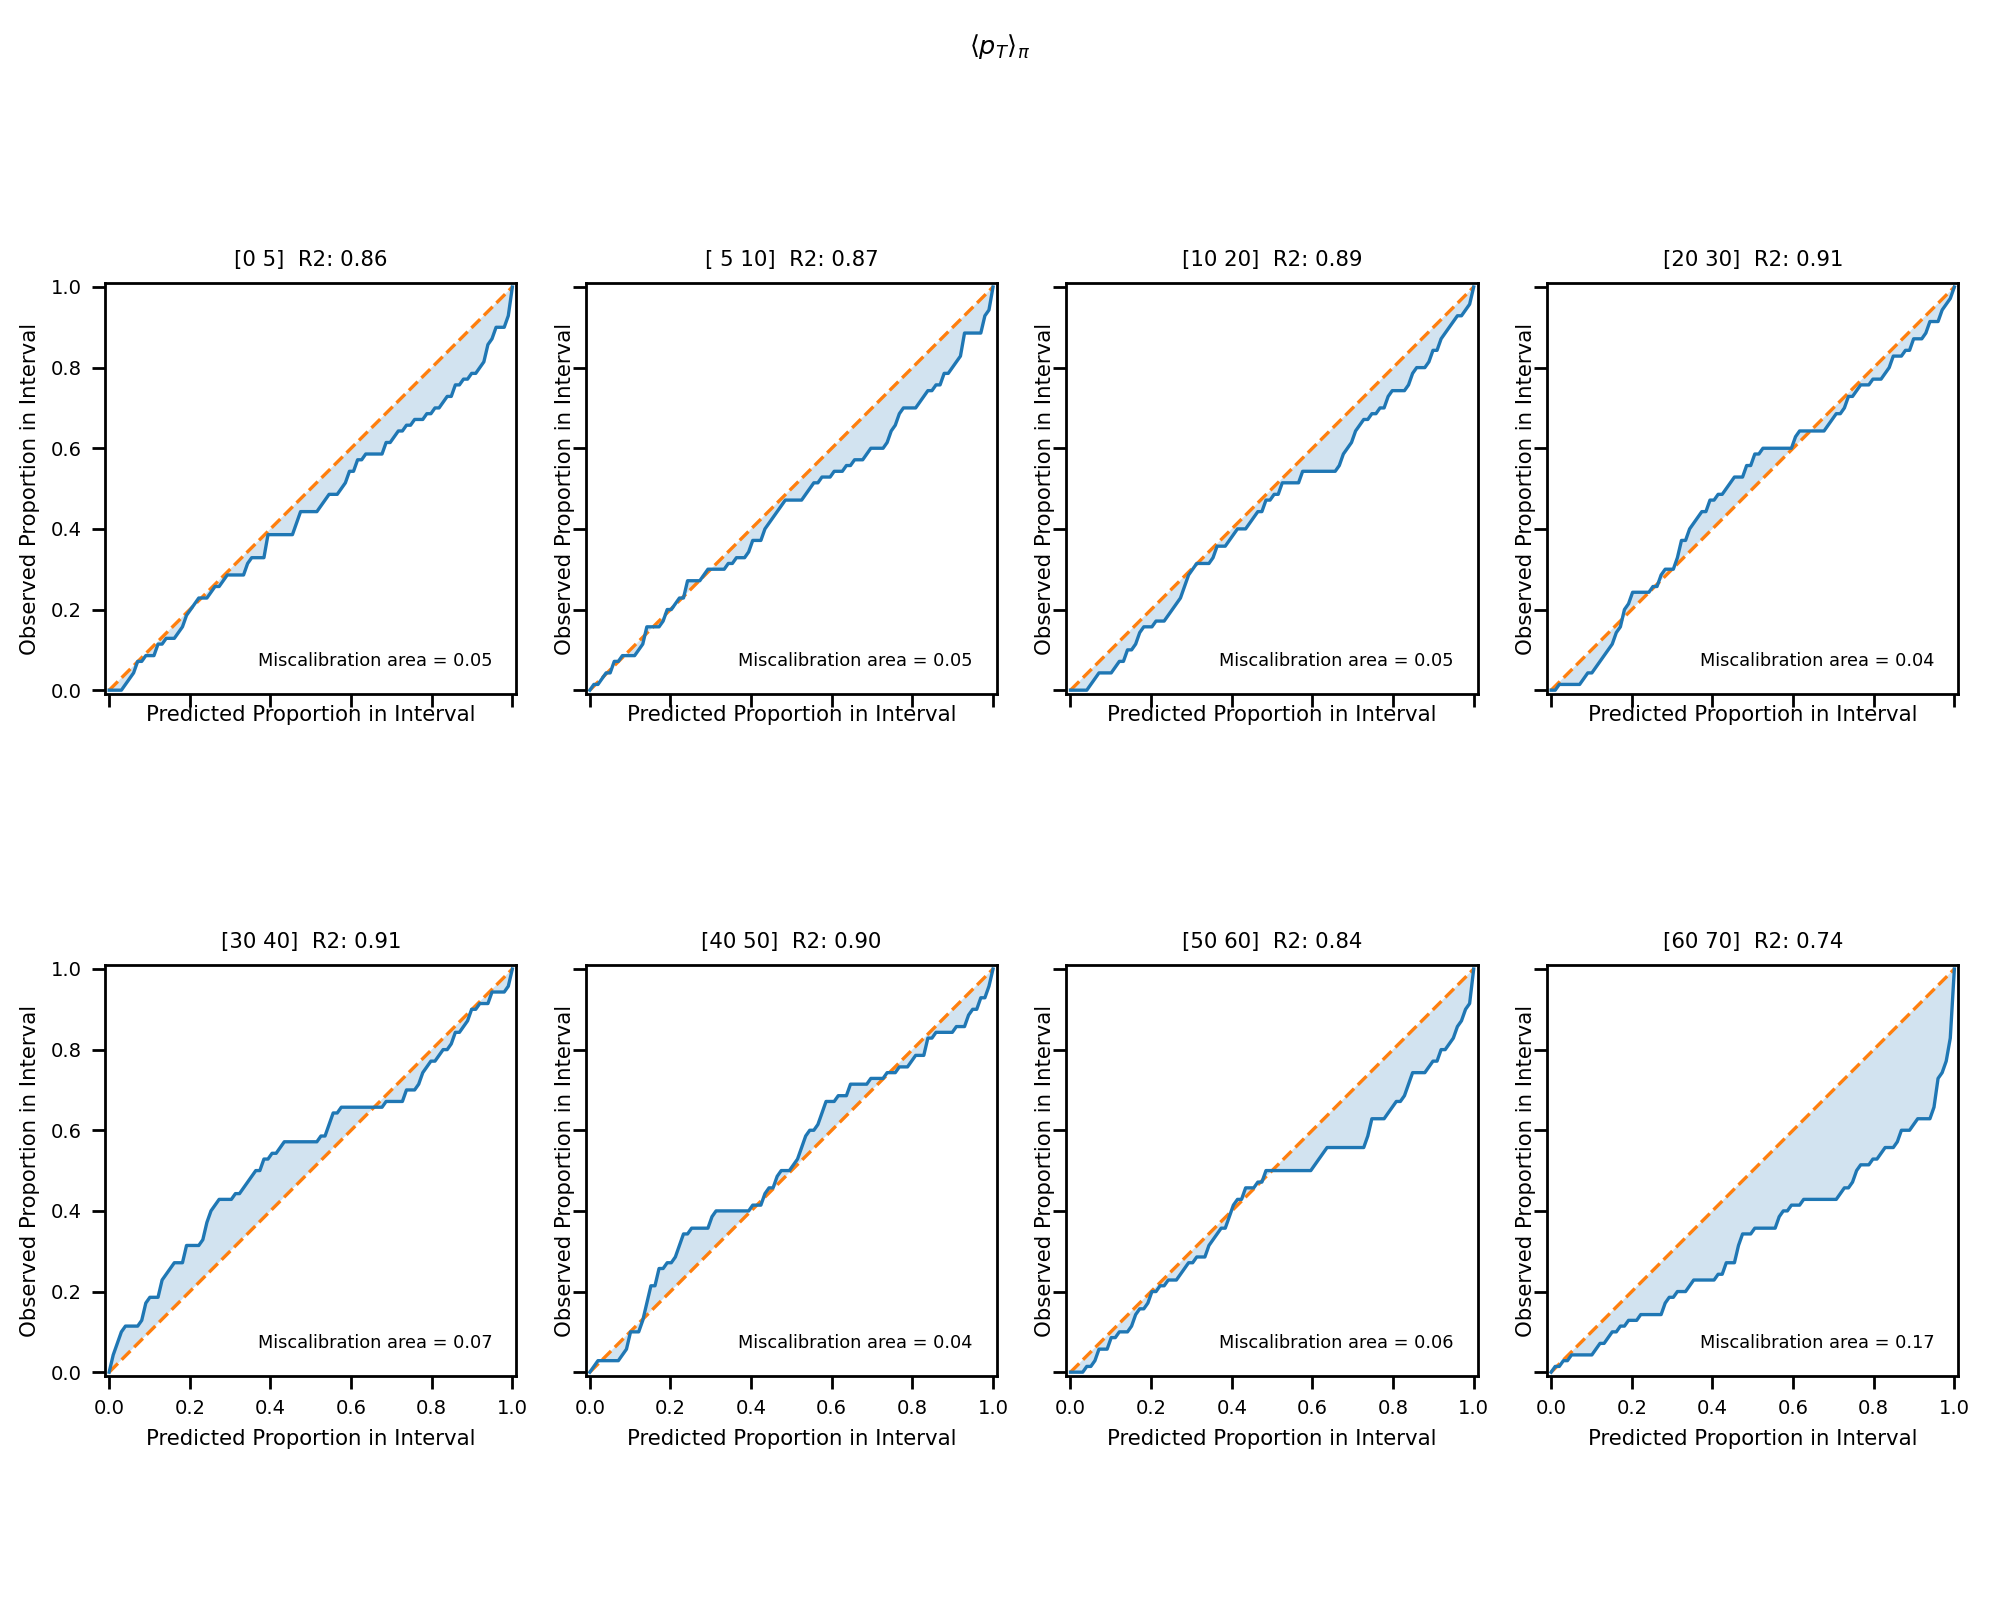 ⟨p_T⟩_π
[0 5]  R2: 0.86
[ 5 10]  R2: 0.87
[10 20]  R2: 0.89
[20 30]  R2: 0.91
Observed Proportion in Interval
1.0
0.8
0.6
0.4
0.2
0.0
Miscalibration area = 0.05
Predicted Proportion in Interval
Observed Proportion in Interval
Miscalibration area = 0.05
Predicted Proportion in Interval
Observed Proportion in Interval
Miscalibration area = 0.05
Predicted Proportion in Interval
Observed Proportion in Interval
Miscalibration area = 0.04
Predicted Proportion in Interval
[30 40]  R2: 0.91
[40 50]  R2: 0.90
[50 60]  R2: 0.84
[60 70]  R2: 0.74
Observed Proportion in Interval
1.0
0.8
0.6
0.4
0.2
0.0
Miscalibration area = 0.07
0.0 0.2 0.4 0.6 0.8 1.0
Predicted Proportion in Interval
Observed Proportion in Interval
Miscalibration area = 0.04
0.0 0.2 0.4 0.6 0.8 1.0
Predicted Proportion in Interval
Observed Proportion in Interval
Miscalibration area = 0.06
0.0 0.2 0.4 0.6 0.8 1.0
Predicted Proportion in Interval
Observed Proportion in Interval
Miscalibration area = 0.17
0.0 0.2 0.4 0.6 0.8 1.0
Predicted Proportion in Interval